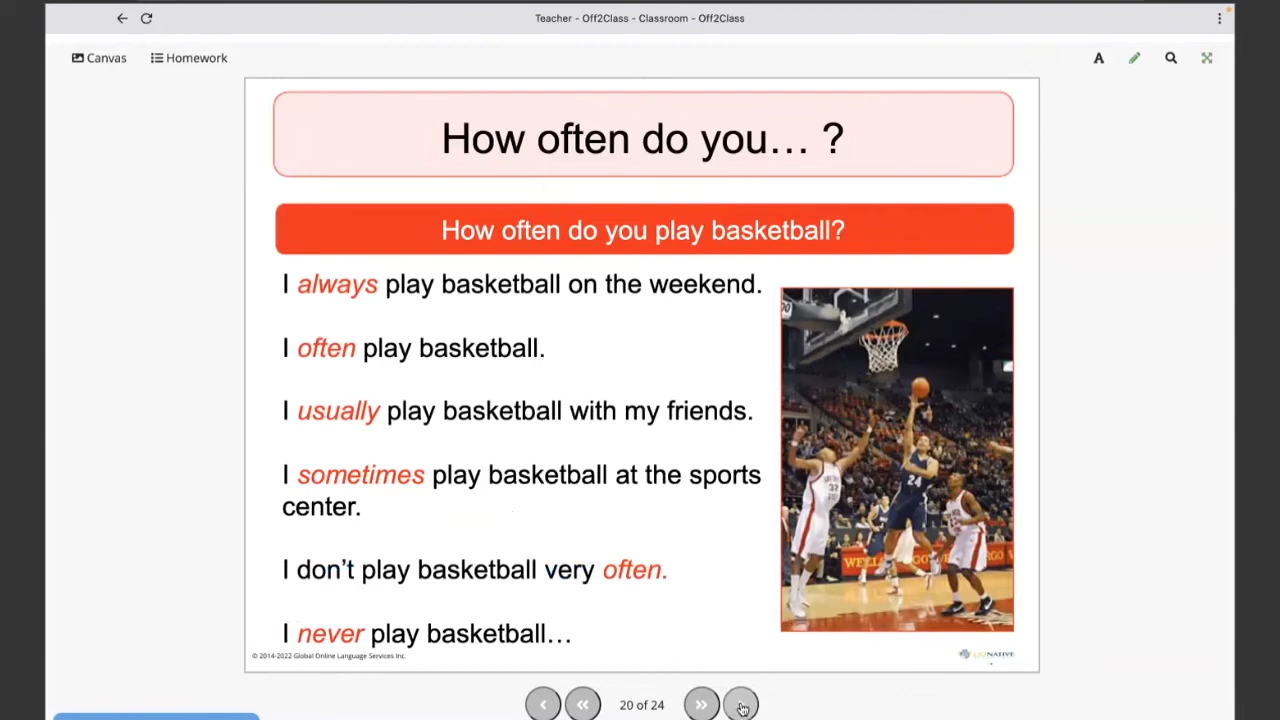 Teacher - Off2Class - Classroom - Off2Class
Canvas
Homework
A
How often do you... ?
How often do you play basketball?
I always play basketball on the weekend.
I often play basketball.
I usually play basketball with my friends.
I sometimes play basketball at the sports
center.
I don't play basketball very often.
I never play basketball...
24
WELLS
© 2014-2022 Global Online Language Services Inc.
20 of 24